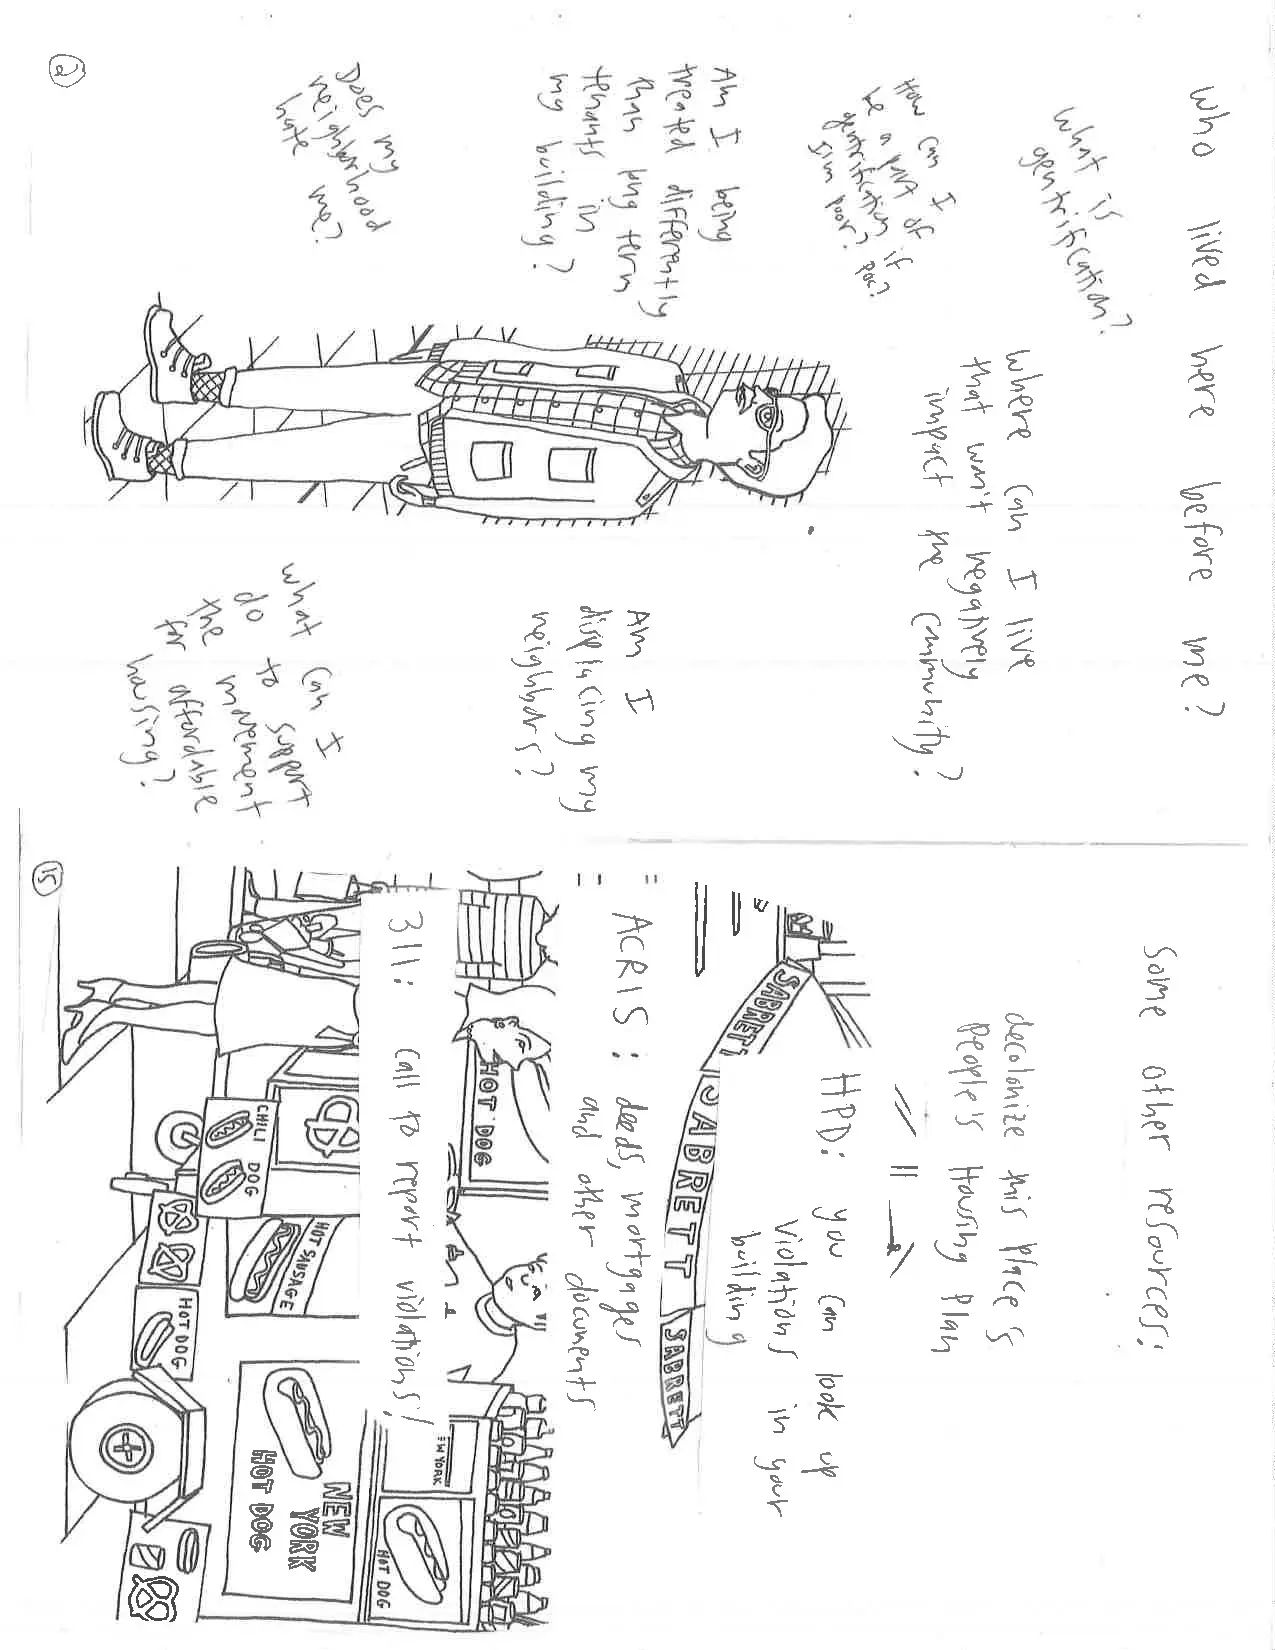 Who lived here before me?
What is
gentrification?
How can I
be a part of
gentrification if
I'm poor? poc?
Where can I live
that won't negatively
impact the community?
Am I being
treated differently
than long term
tenants in
my building?
Am I
displacing my
neighbors?
Does my
neighborhood
hate me?
What can I
do to support
the movement
for affordable
housing?
2
Some other resources:
decolonize this place's
People's Housing Plan
HPD: you can look up
violations in your
building
SABRETT
SABRETT
SABRETT
ACRIS: deeds, mortgages
and other documents
HOT DOG
311: call to report violations!
EW YORK
HOT DOG
NEW
YORK
HOT DOG
CHILI
DOG
HOT SAUSAGE
HOT DOG
15